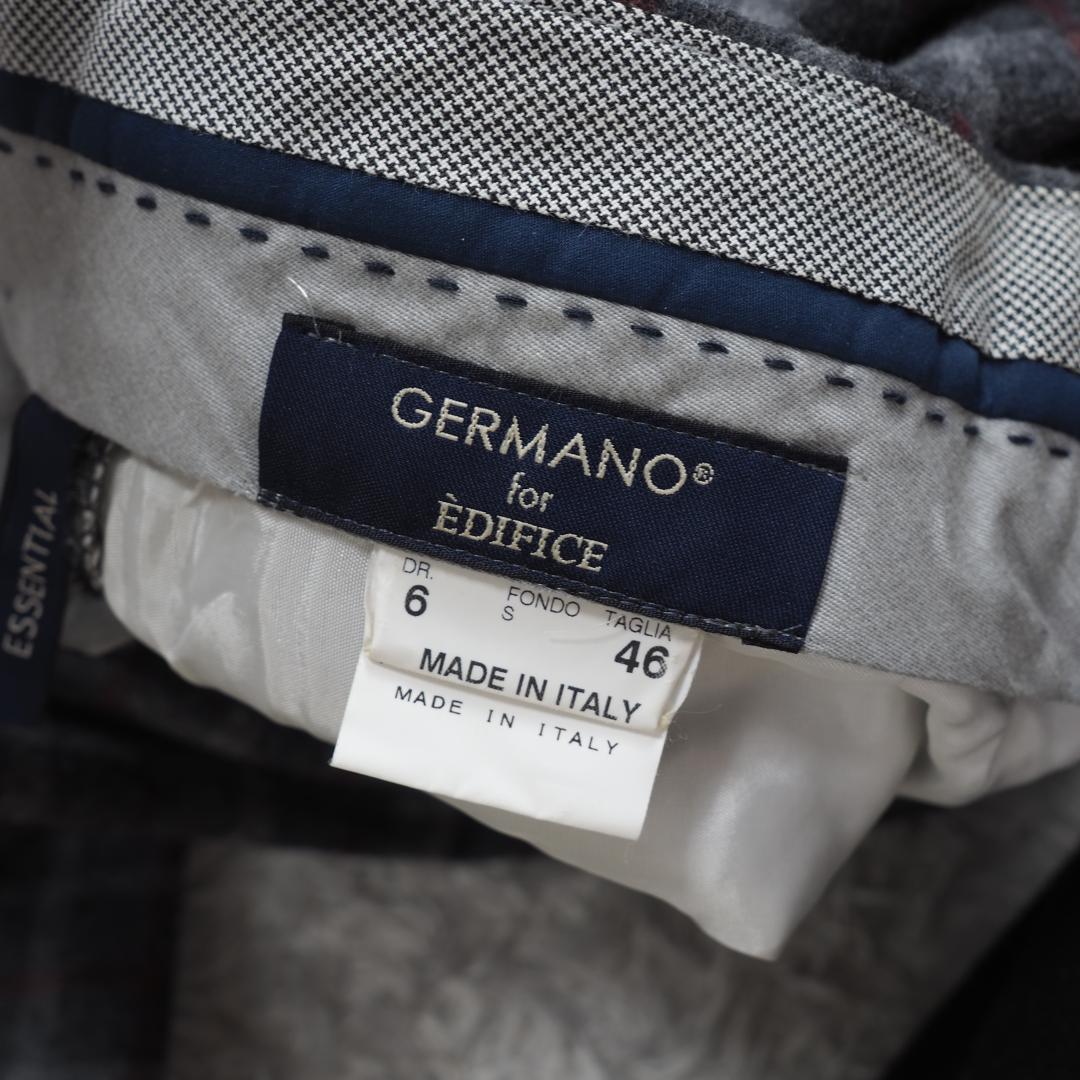 GERMANO®
for
ÈDIFICE
DR. FONDO TAGLIA
6 S 46
MADE IN ITALY
MADE IN ITALY
ESSENTIAL